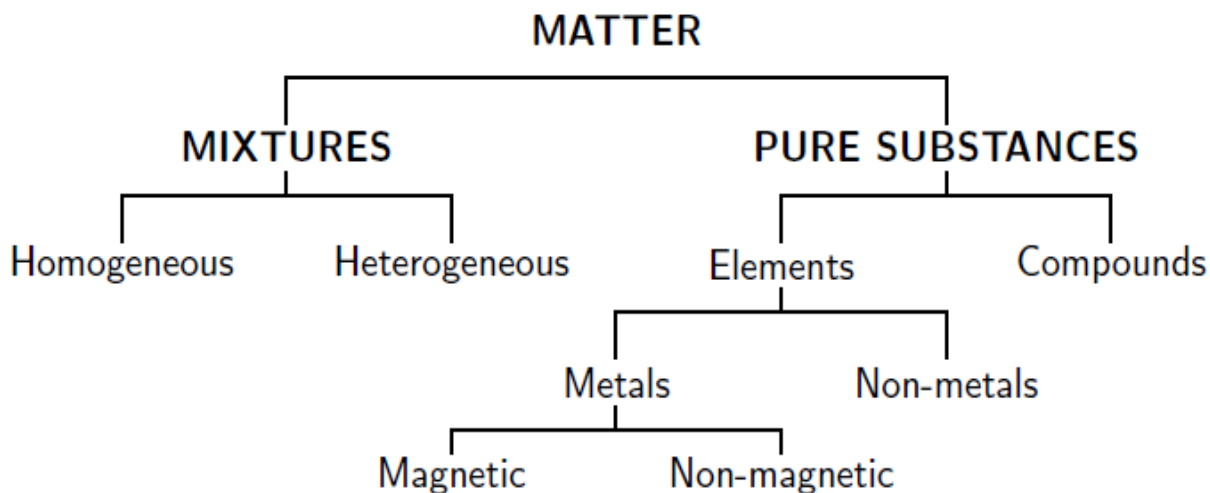 MATTER
MIXTURES PURE SUBSTANCES
Homogeneous Heterogeneous Elements Compounds
Metals Non-metals
Magnetic Non-magnetic